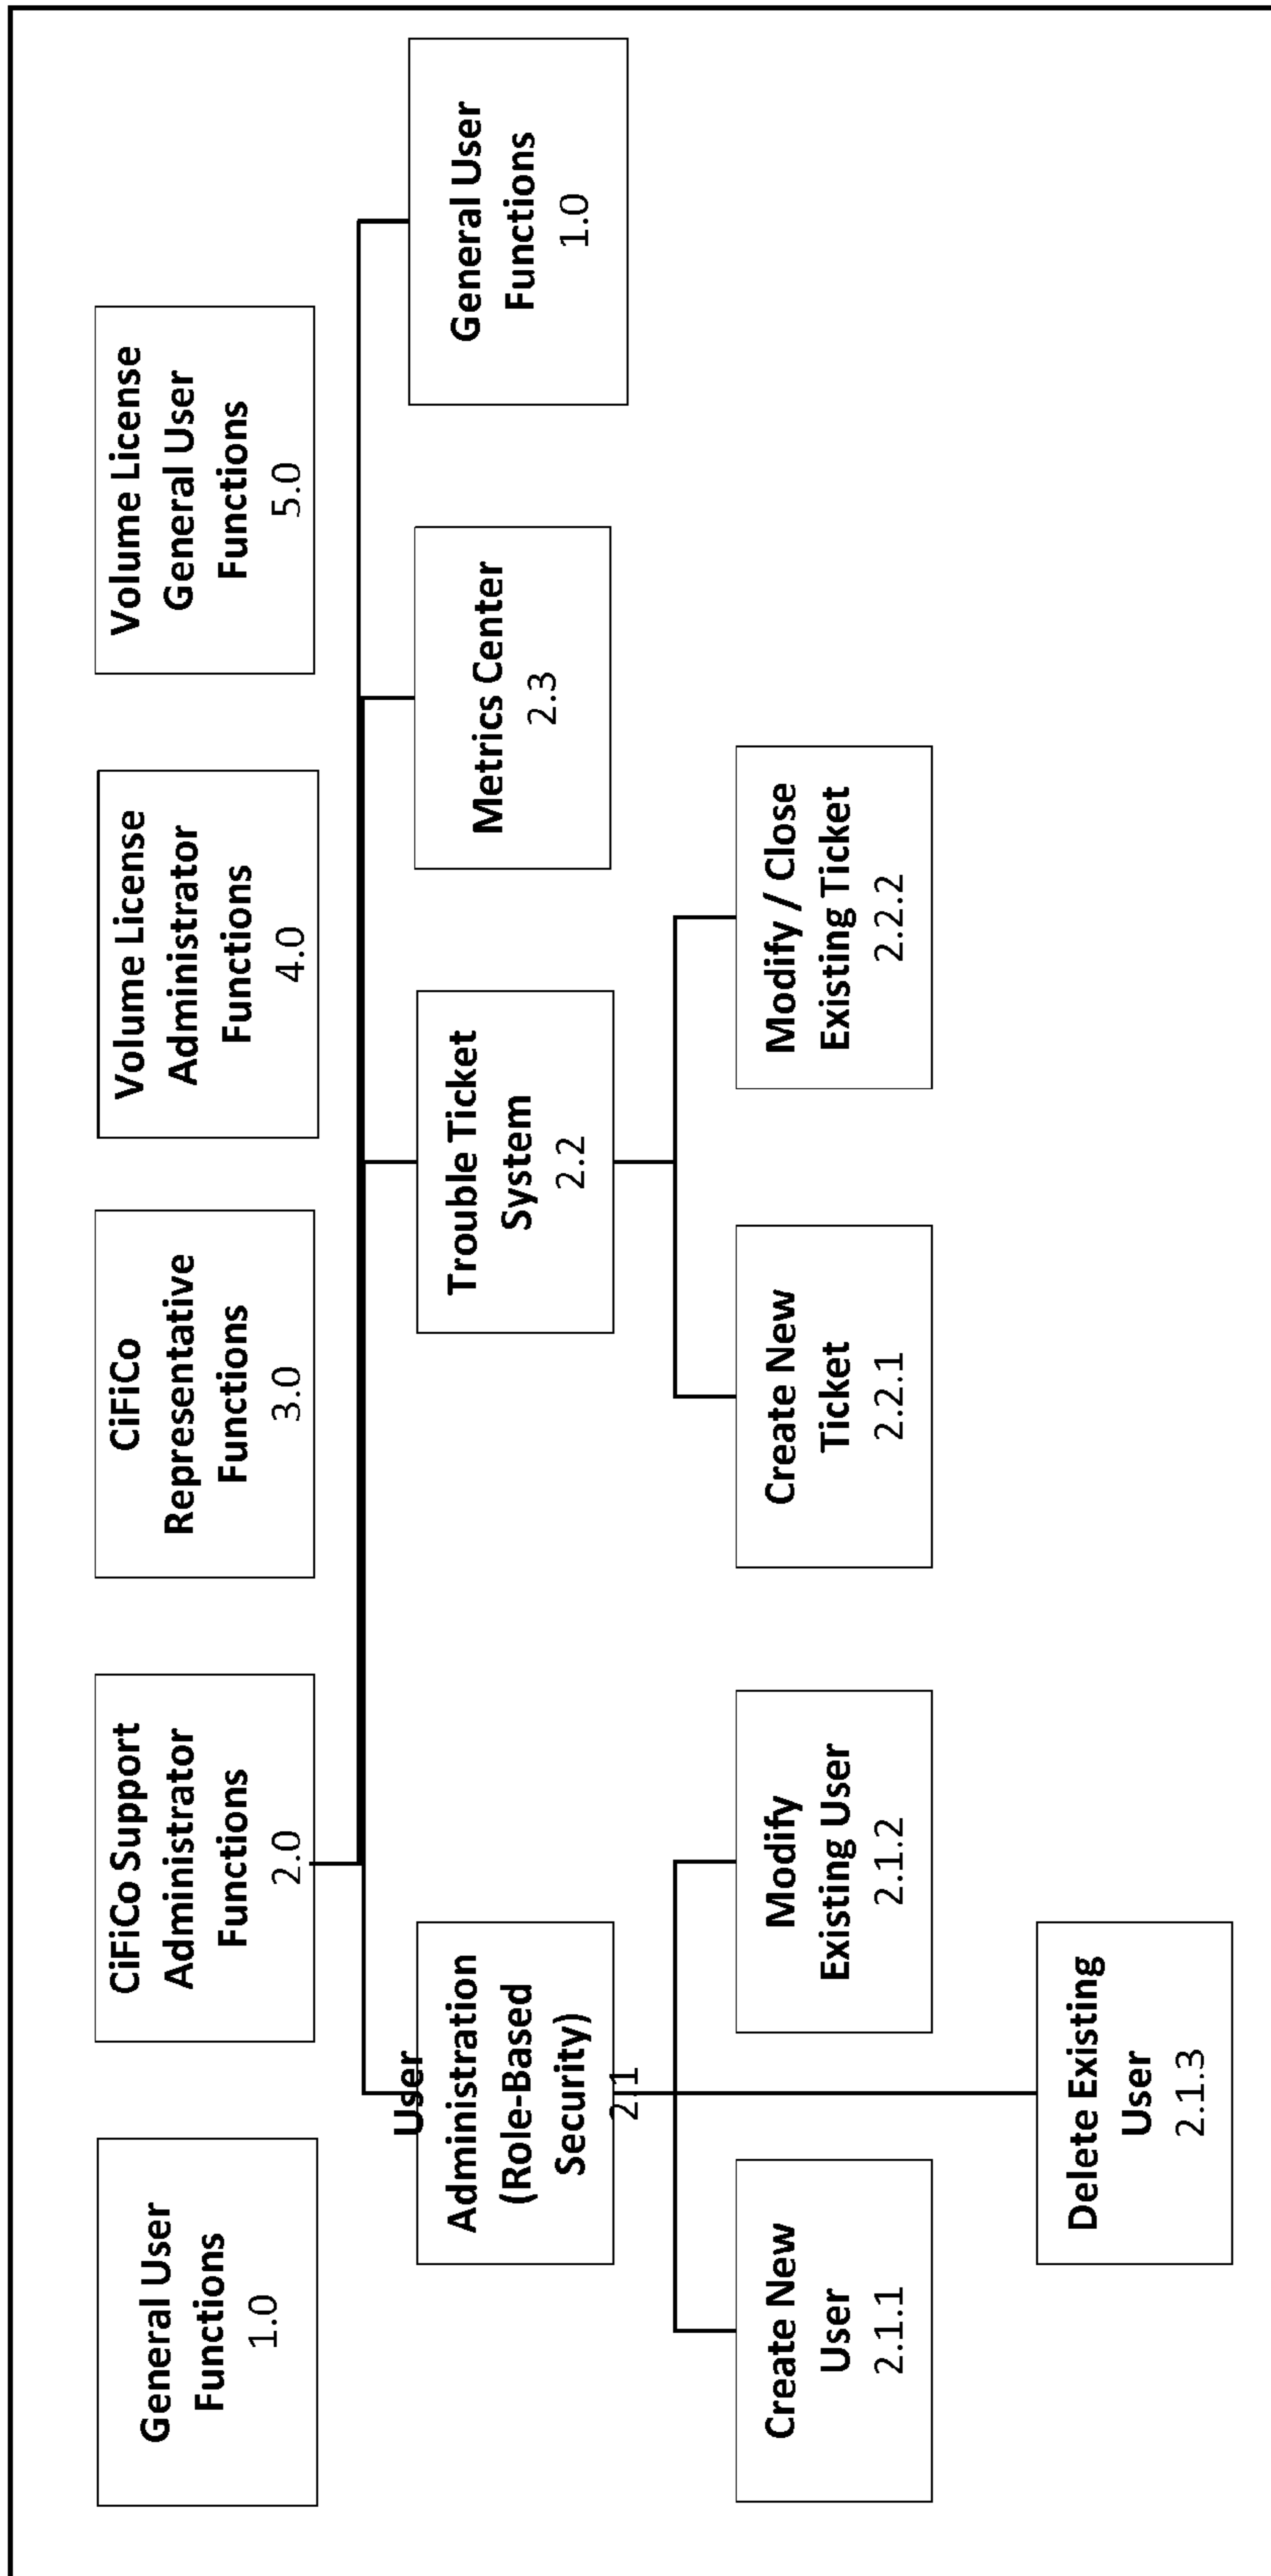 General User
Functions
1.0
CiFiCo Support
Administrator
Functions
2.0
CiFiCo
Representative
Functions
3.0
Volume License
Administrator
Functions
4.0
Volume License
General User
Functions
5.0
User
Administration
(Role-Based
Security)
2.1
Trouble Ticket
System
2.2
Metrics Center
2.3
General User
Functions
1.0
Create New
User
2.1.1
Modify
Existing User
2.1.2
Create New
Ticket
2.2.1
Modify / Close
Existing Ticket
2.2.2
Delete Existing
User
2.1.3